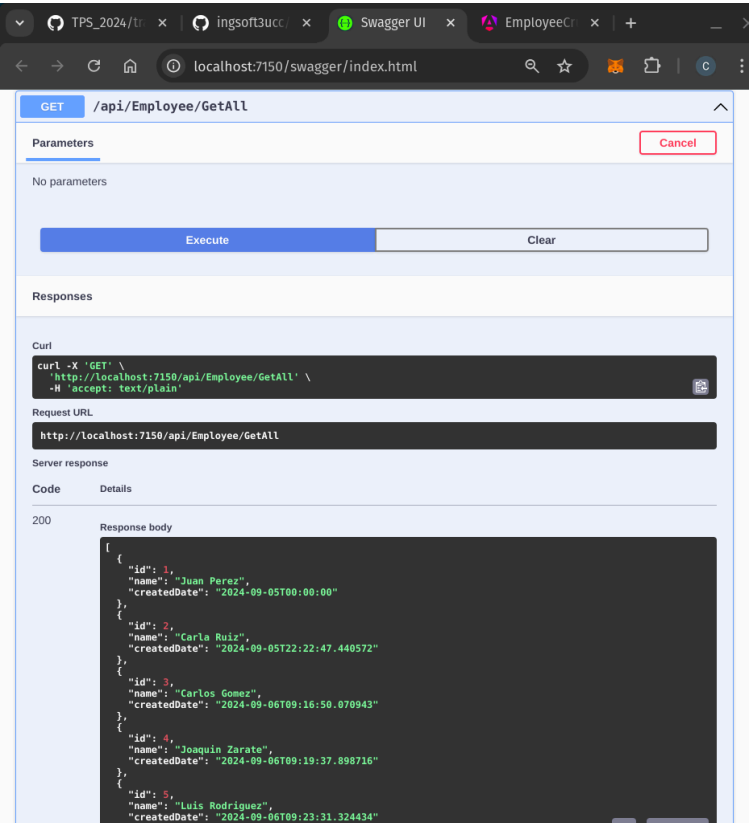 TPS_2024/tr
ingsoft3ucc/
Swagger UI
EmployeeCr
localhost:7150/swagger/index.html
C
GET /api/Employee/GetAll
Parameters
Cancel
No parameters
Execute
Clear
Responses
Curl
curl -X 'GET' \
'http://localhost:7150/api/Employee/GetAll' \
-H 'accept: text/plain'
Request URL
http://localhost:7150/api/Employee/GetAll
Server response
Code Details
200
Response body
[
{
"id": 1,
"name": "Juan Perez",
"createdDate": "2024-09-05T00:00:00"
},
{
"id": 2,
"name": "Carla Ruiz",
"createdDate": "2024-09-05T22:22:47.440572"
},
{
"id": 3,
"name": "Carlos Gomez",
"createdDate": "2024-09-06T09:16:50.070943"
},
{
"id": 4,
"name": "Joaquin Zarate",
"createdDate": "2024-09-06T09:19:37.898716"
},
{
"id": 5,
"name": "Luis Rodriguez",
"createdDate": "2024-09-06T09:23:31.324434"